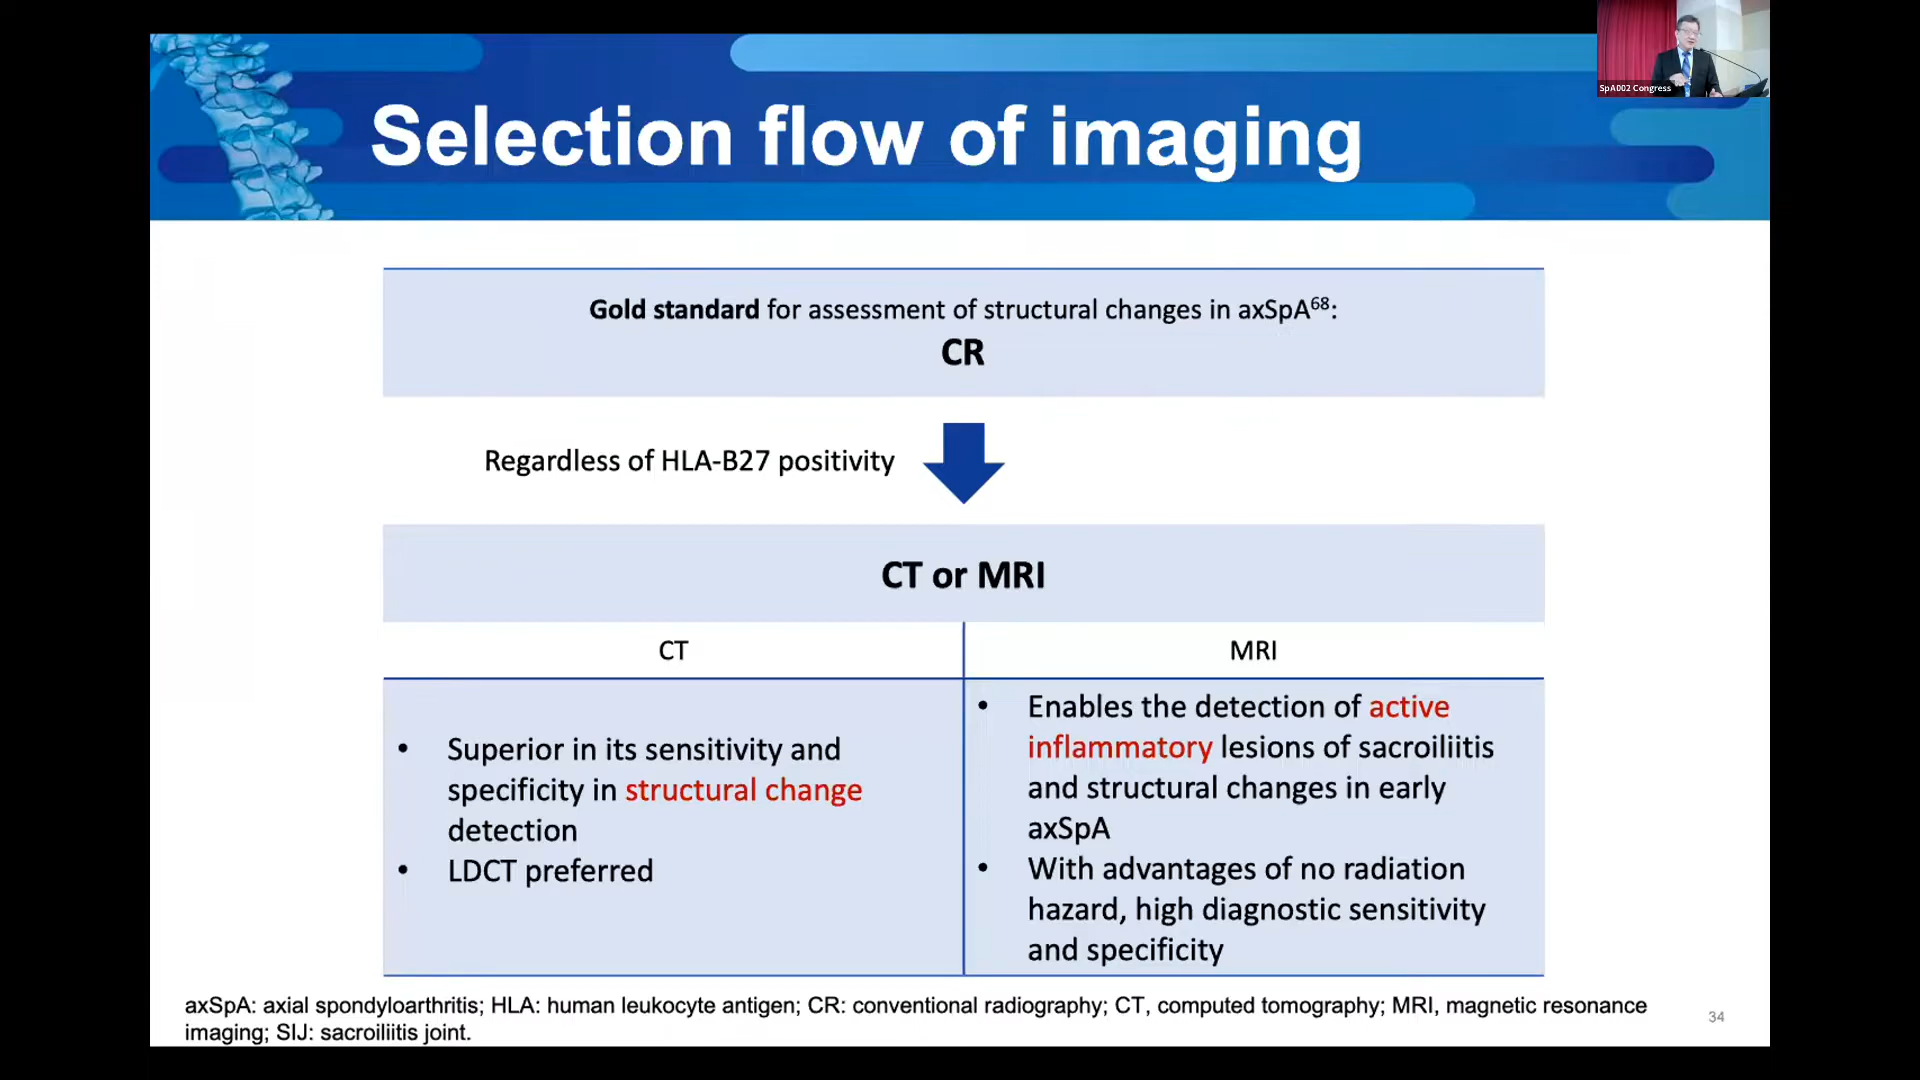 SpA002 Congress
Selection flow of imaging
Gold standard for assessment of structural changes in axSpA⁶⁸:
CR
Regardless of HLA-B27 positivity
CT or MRI
CT
• Superior in its sensitivity and
specificity in structural change
detection
• LDCT preferred
MRI
• Enables the detection of active
inflammatory lesions of sacroiliitis
and structural changes in early
axSpA
• With advantages of no radiation
hazard, high diagnostic sensitivity
and specificity
axSpA: axial spondyloarthritis; HLA: human leukocyte antigen; CR: conventional radiography; CT, computed tomography; MRI, magnetic resonance
imaging; SIJ: sacroiliitis joint.
34